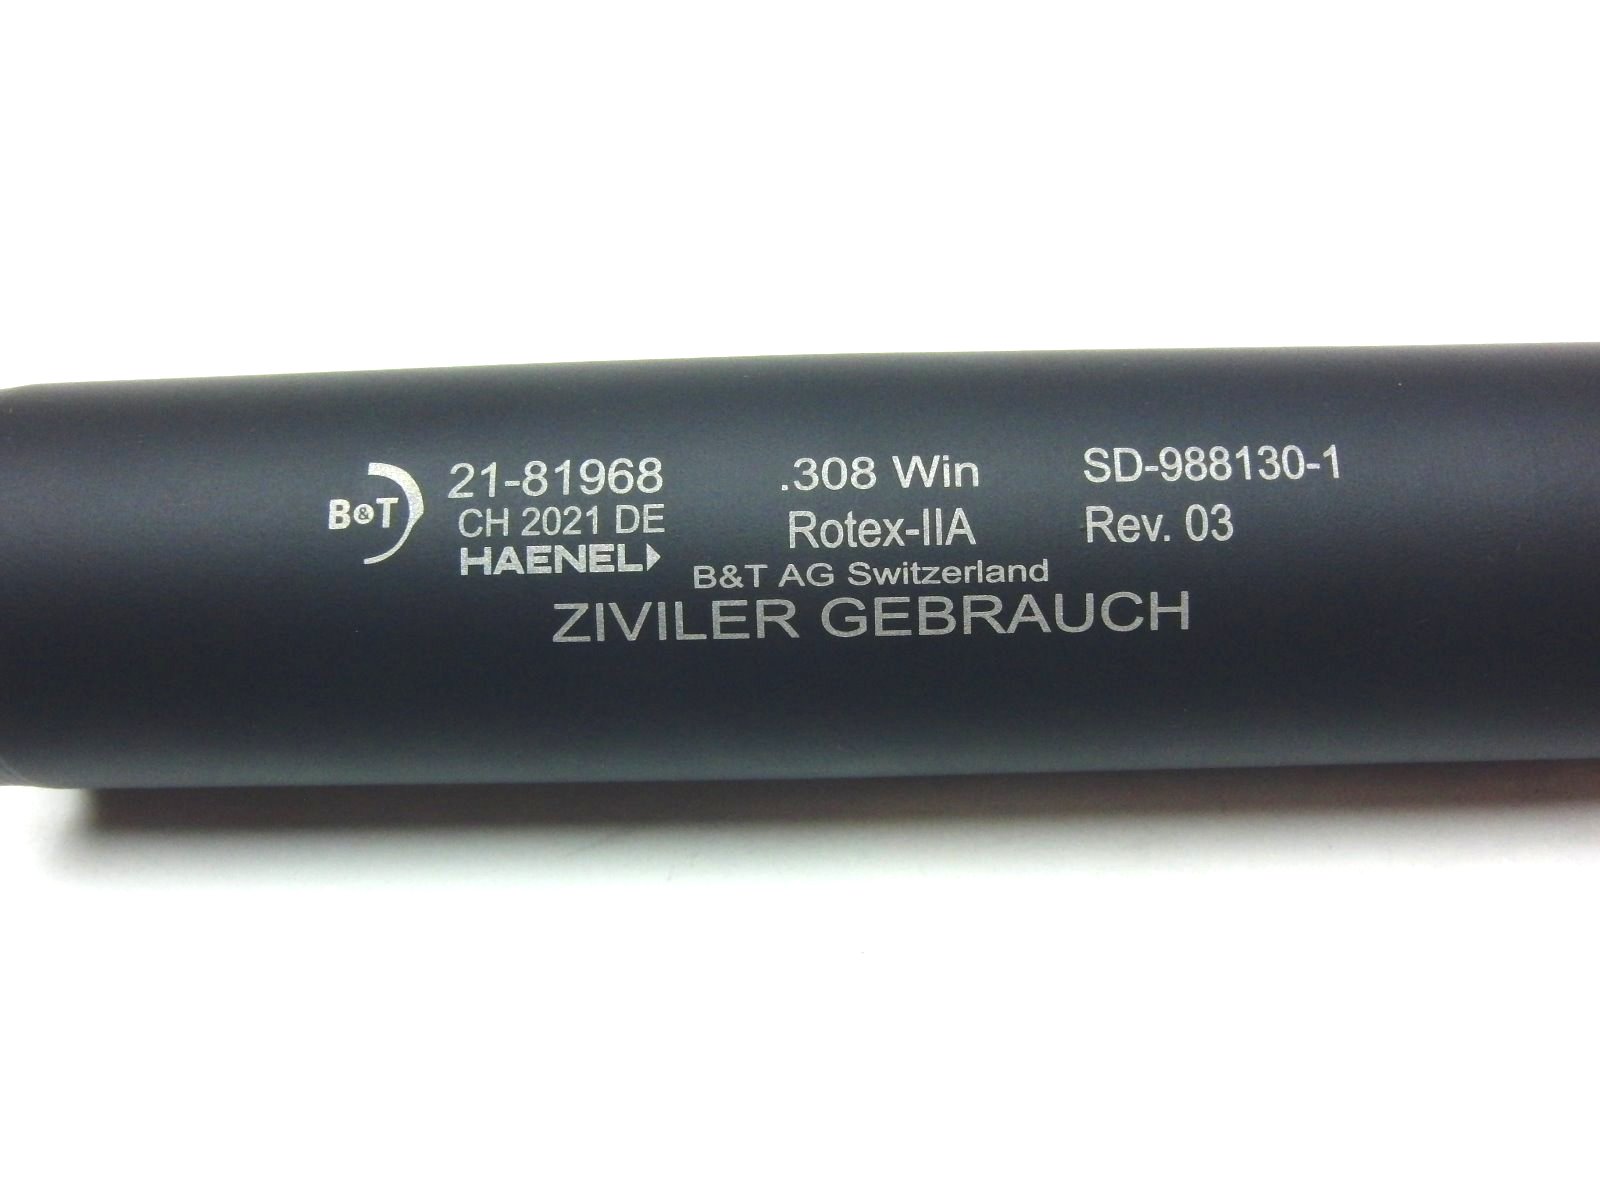 B&T
21-81968
CH 2021 DE
HAENEL
.308 Win
Rotex-IIA
SD-988130-1
Rev. 03
B&T AG Switzerland
ZIVILER GEBRAUCH